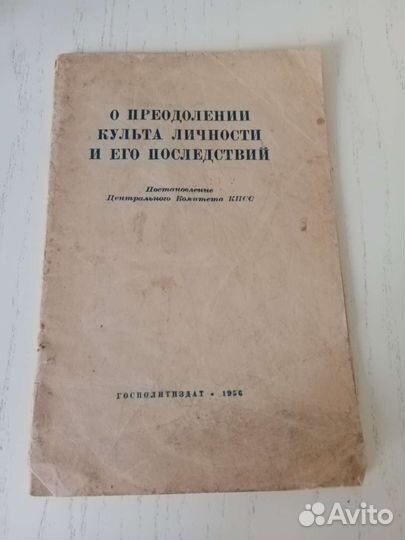 О ПРЕОДОЛЕНИИ
КУЛЬТА ЛИЧНОСТИ
И ЕГО ПОСЛЕДСТВИЙ
Постановление
Центрального Комитета КПСС
ГОСПОЛИТИЗДАТ • 1956
Avito